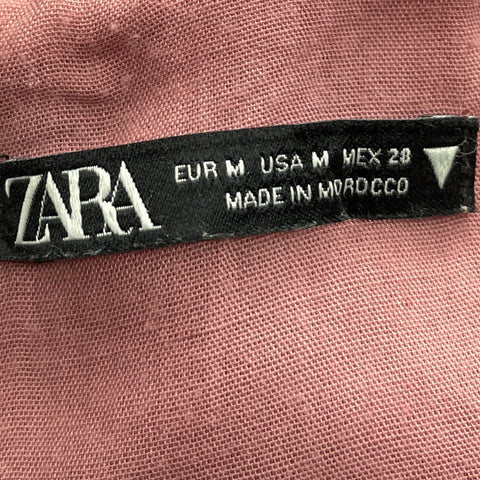 ZARA
EUR M USA M MEX 28
MADE IN MOROCCO